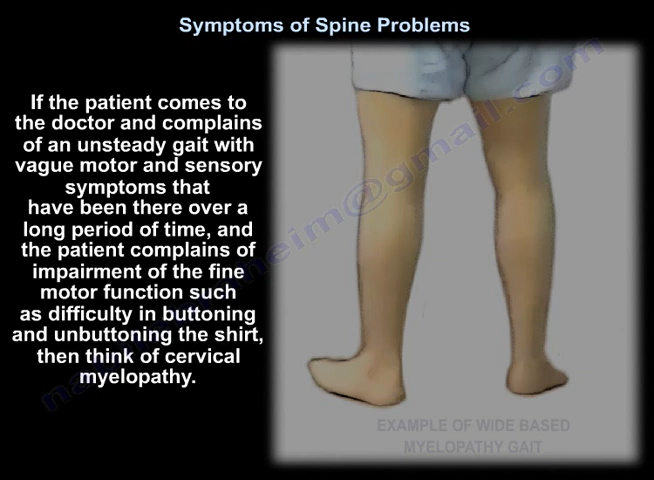 Symptoms of Spine Problems
If the patient comes to
the doctor and complains
of an unsteady gait with
vague motor and sensory
symptoms that
have been there over a
long period of time, and
the patient complains of
impairment of the fine
motor function such
as difficulty in buttoning
and unbuttoning the shirt,
then think of cervical
myelopathy.
EXAMPLE OF WIDE BASED
MYELOPATHY GAIT